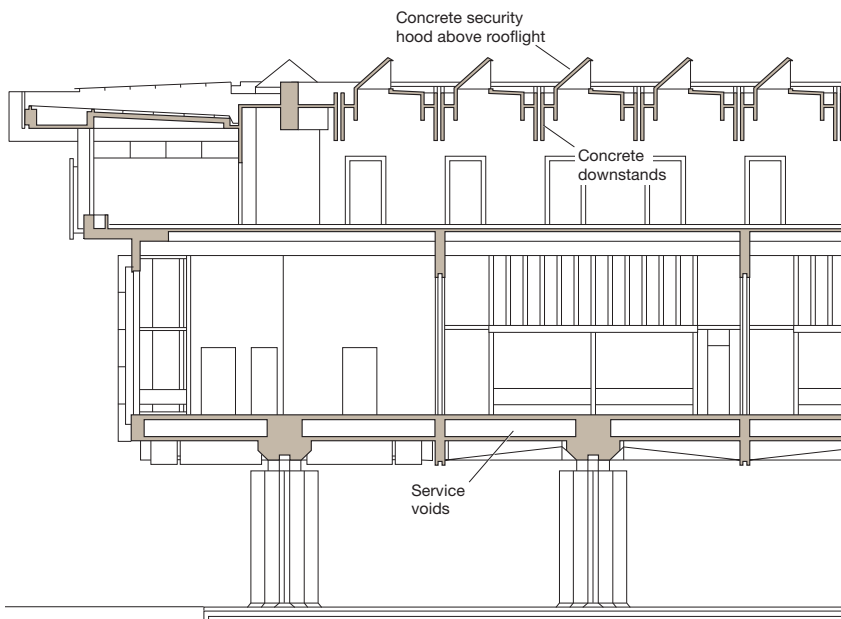 Concrete security
hood above rooflight
Concrete
downstands
Service
voids